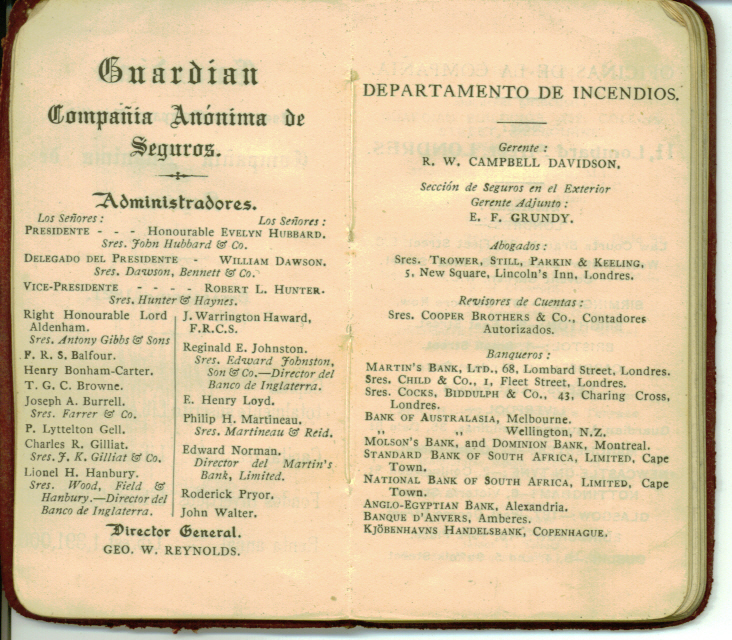 Guardian
Compañia Anónima de
Seguros.
Administradores.
Los Señores: Los Señores:
PRESIDENTE - - - Honourable EVELYN HUBBARD.
Sres. John Hubbard & Co.
DELEGADO DEL PRESIDENTE - WILLIAM DAWSON.
Sres. Dawson, Bennett & Co.
VICE-PRESIDENTE - - - - ROBERT L. HUNTER.
Sres. Hunter & Haynes.
Right Honourable Lord
Aldenham.
Sres. Antony Gibbs & Sons
F. R. S. Balfour.
Henry Bonham-Carter.
T. G. C. Browne.
Joseph A. Burrell.
Sres. Farrer & Co.
P. Lyttelton Gell.
Charles R. Gilliat.
Sres. J. K. Gilliat & Co.
Lionel H. Hanbury.
Sres. Wood, Field &
Hanbury.—Director del
Banco de Inglaterra.
J. Warrington Haward,
F.R.C.S.
Reginald E. Johnston.
Sres. Edward Johnston,
Son & Co.—Director del
Banco de Inglaterra.
E. Henry Loyd.
Philip H. Martineau.
Sres. Martineau & Reid.
Edward Norman.
Director del Martin's
Bank, Limited.
Roderick Pryor.
John Walter.
Director General.
GEO. W. REYNOLDS.
DEPARTAMENTO DE INCENDIOS.
Gerente:
R. W. CAMPBELL DAVIDSON.
Sección de Seguros en el Exterior
Gerente Adjunto:
E. F. GRUNDY.
Abogados:
Sres. TROWER, STILL, PARKIN & KEELING,
5, New Square, Lincoln's Inn, Londres.
Revisores de Cuentas:
Sres. COOPER BROTHERS & Co., Contadores
Autorizados.
Banqueros:
MARTIN'S BANK, LTD., 68, Lombard Street, Londres.
Sres. CHILD & Co., 1, Fleet Street, Londres.
Sres. COCKS, BIDDULPH & Co., 43, Charing Cross,
Londres.
BANK OF AUSTRALASIA, Melbourne.
,, ,, Wellington, N.Z.
MOLSON'S BANK, and DOMINION BANK, Montreal.
STANDARD BANK OF SOUTH AFRICA, LIMITED, Cape
Town.
NATIONAL BANK OF SOUTH AFRICA, LIMITED, Cape
Town.
ANGLO-EGYPTIAN BANK, Alexandria.
BANQUE D'ANVERS, Amberes.
KJÖBENHAVNS HANDELSBANK, COPENHAGUE.